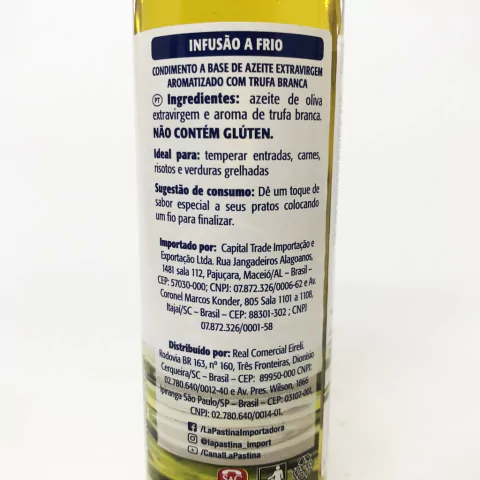 INFUSÃO A FRIO
CONDIMENTO A BASE DE AZEITE EXTRAVIRGEM
AROMATIZADO COM TRUFA BRANCA
PT Ingredientes: azeite de oliva
extravirgem e aroma de trufa branca.
NÃO CONTÉM GLÚTEN.
Ideal para: temperar entradas, carnes,
risotos e verduras grelhadas
Sugestão de consumo: Dê um toque de
sabor especial a seus pratos colocando
um fio para finalizar.
Importado por: Capital Trade Importação e
Exportação Ltda. Rua Jangadeiros Alagoanos,
1481 sala 112, Pajuçara, Maceió/AL – Brasil –
CEP: 57030-000; CNPJ: 07.872.326/0006-62 e Av.
Coronel Marcos Konder, 805 Sala 1101 a 1108,
Itajaí/SC – Brasil – CEP: 88301-302 ; CNPJ
07.872.326/0001-58
Distribuido por: Real Comercial Eireli.
Rodovia BR 163, nº 160, Três Fronteiras, Dionísio
Cerqueira/SC – Brasil – CEP: 89950-000 CNPJ:
02.780.640/0012-40 e Av. Pres. Wilson, 1866
Ipiranga São Paulo/SP – Brasil – CEP: 03107-001,
CNPJ: 02.780.640/0014-01.
/LaPastinaImportadora
@lapastina_import
/CanalLaPastina
SAC